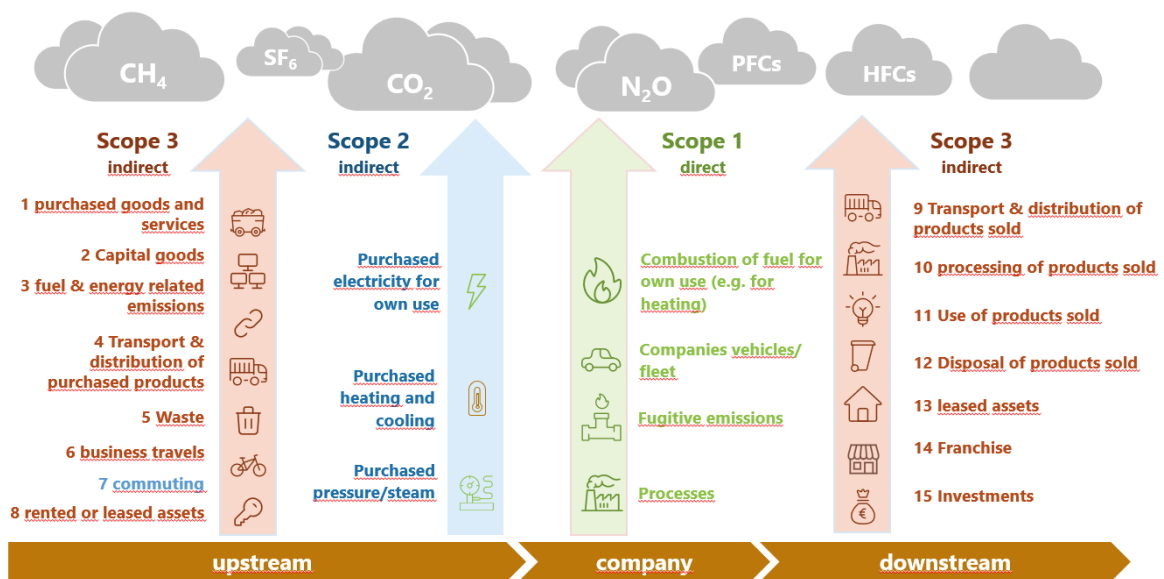 CH4
SF6
CO2
N2O
PFCs
HFCs
Scope 3
indirect
1 purchased goods and
services
2 Capital goods
3 fuel & energy related
emissions
4 Transport &
distribution of
purchased products
5 Waste
6 business travels
7 commuting
8 rented or leased assets
Scope 2
indirect
Purchased
electricity for
own use
Purchased
heating and
cooling
Purchased
pressure/steam
Scope 1
direct
Combustion of fuel for
own use (e.g. for
heating)
Companies vehicles/
fleet
Fugitive emissions
Processes
Scope 3
indirect
9 Transport & distribution of
products sold
10 processing of products sold
11 Use of products sold
12 Disposal of products sold
13 leased assets
14 Franchise
15 Investments
€
upstream
company
downstream